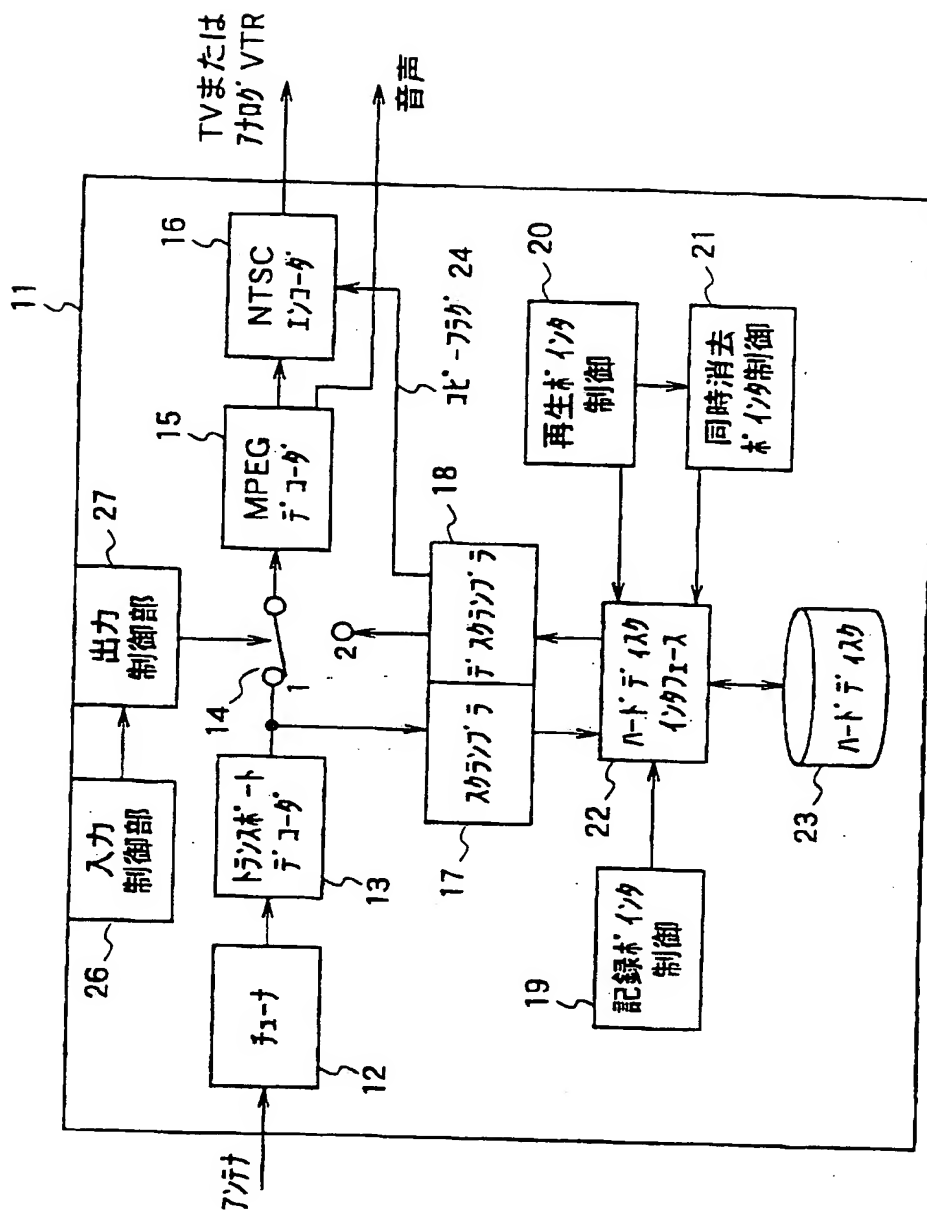 11
TVまたは
アナログVTR
音声
入力
制御部
26
出力
制御部
27
アンテナ
チューナ
12
トランスポート
デコーダ
13
14
1
2
MPEG
デコーダ
15
NTSC
エンコーダ
16
コピーフラグ 24
スクランブラ
17
デスクランブラ
18
記録ポインタ
制御
19
再生ポインタ
制御
20
同時消去
ポインタ制御
21
ハードディスク
インタフェース
22
ハードディスク
23